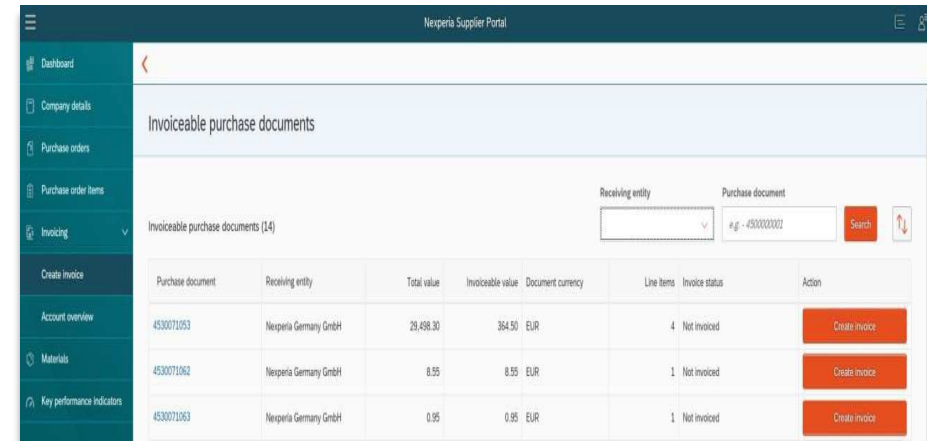 Nexperia Supplier Portal
Dashboard
Company details
Purchase orders
Purchase order items
Invoicing
Create invoice
Account overview
Materials
Key performance indicators
Invoiceable purchase documents
Receiving entity Purchase document
Invoiceable purchase documents (14) e.g. - 4500000001 Search
Purchase document Receiving entity Total value Invoiceable value Document currency Line items Invoice status Action
4530071053 Nexperia Germany GmbH 29,498.30 364.50 EUR 4 Not invoiced Create invoice
4530071062 Nexperia Germany GmbH 8.55 8.55 EUR 1 Not invoiced Create invoice
4530071063 Nexperia Germany GmbH 0.95 0.95 EUR 1 Not invoiced Create invoice